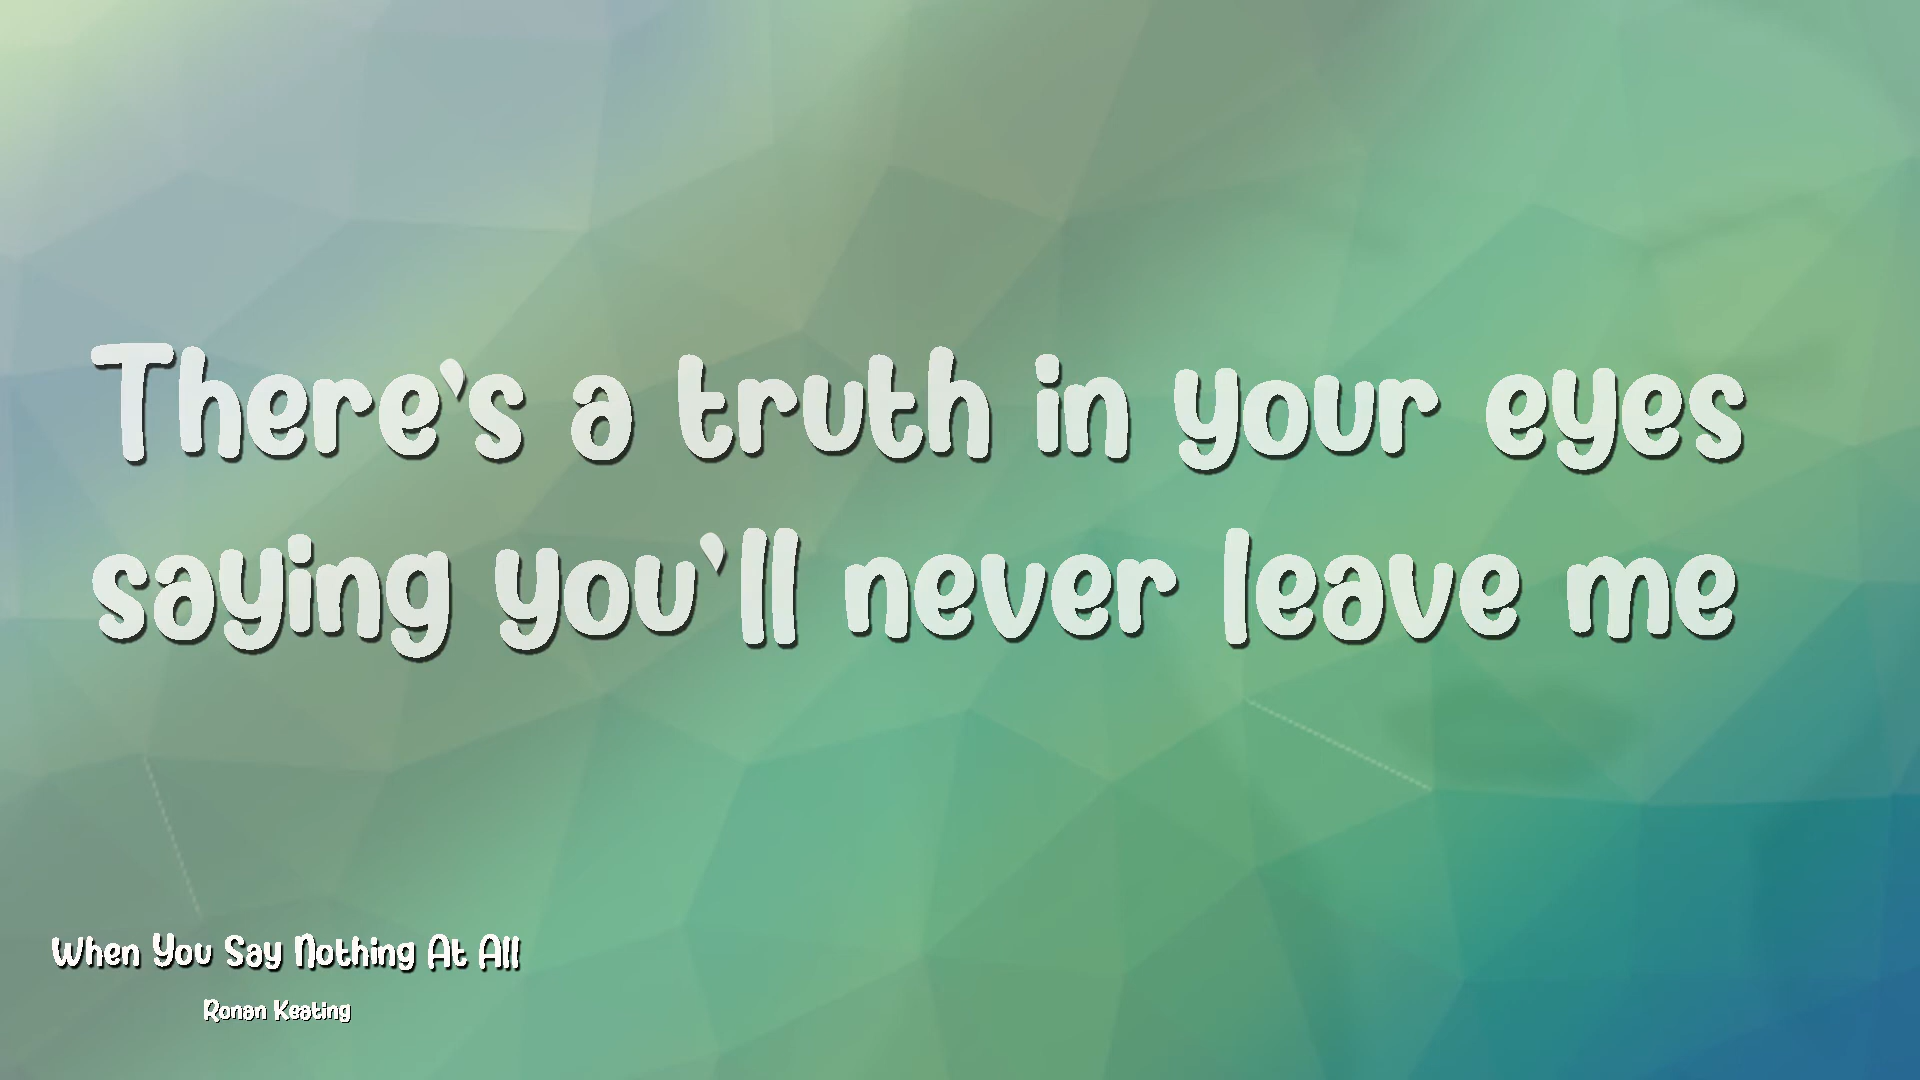 There's a truth in your eyes
saying you'll never leave me
When You Say Nothing At All
Ronan Keating